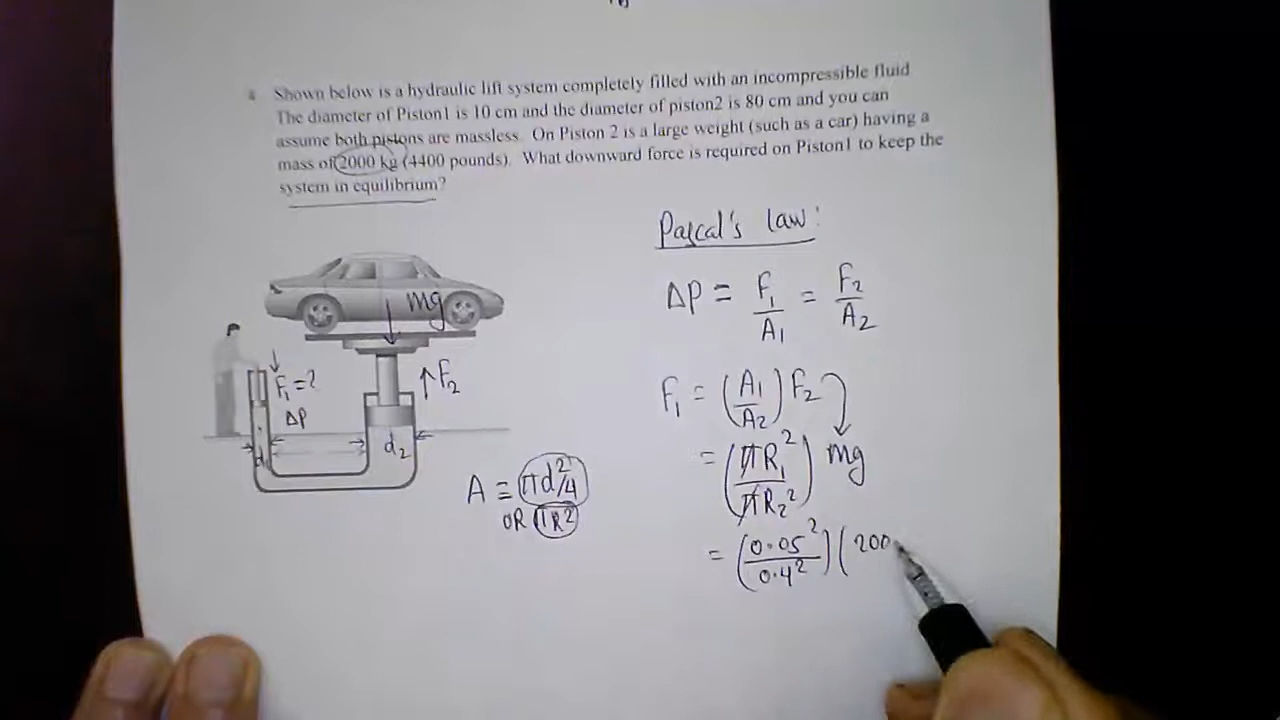 Shown below is a hydraulic lift system completely filled with an incompressible fluid
The diameter of Piston1 is 10 cm and the diameter of piston2 is 80 cm and you can
assume both pistons are massless. On Piston 2 is a large weight (such as a car) having a
mass of 2000 kg (4400 pounds). What downward force is required on Piston1 to keep the
system in equilibrium?
Pascal's law:
ΔP = F₁/A₁ = F₂/A₂
mg
F₁=?
ΔP
↑F₂
d₂
A = πd²/4
OR πR²
F₁ = (A₁/A₂) F₂
= (πR₁²/πR₂²) mg
= (0.05²/0.4²)(200